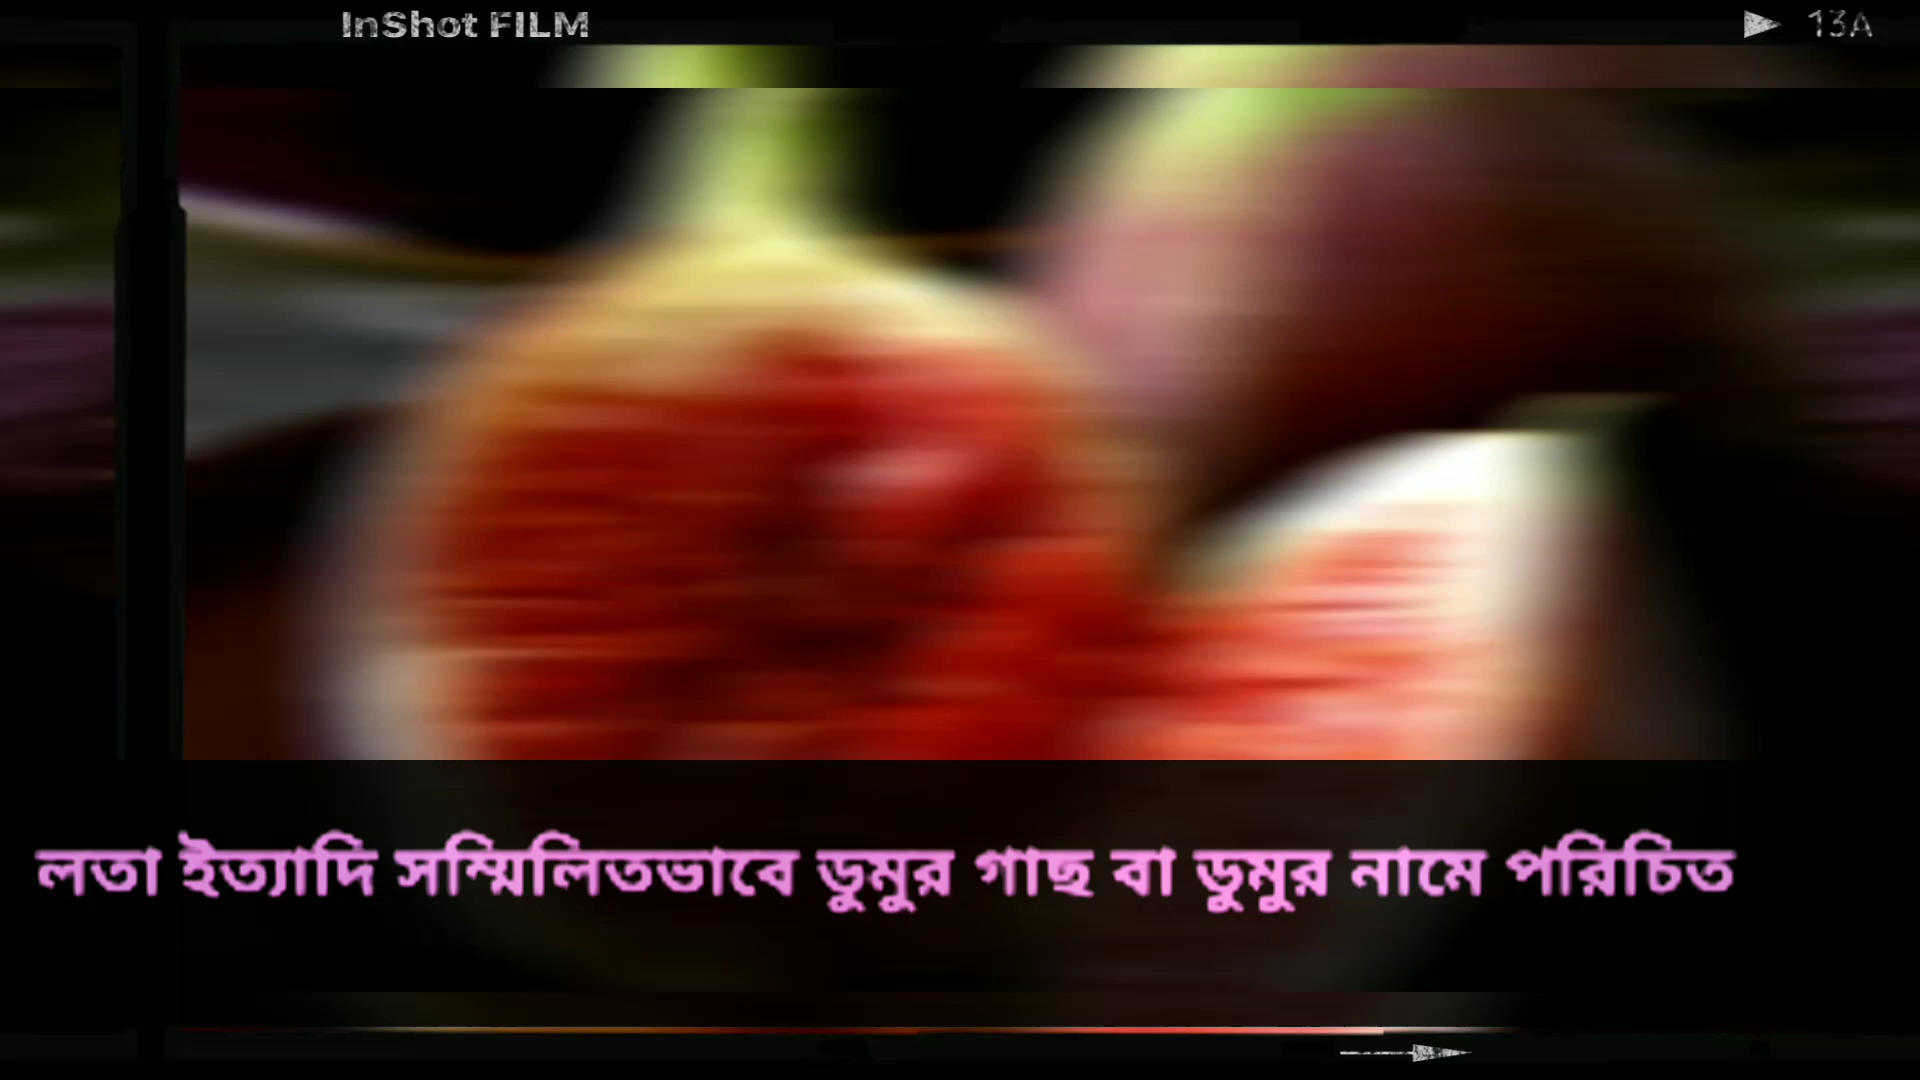 InShot FILM
13A
লতা ইত্যাদি সম্মিলিতভাবে ডুমুর গাছ বা ডুমুর নামে পরিচিত